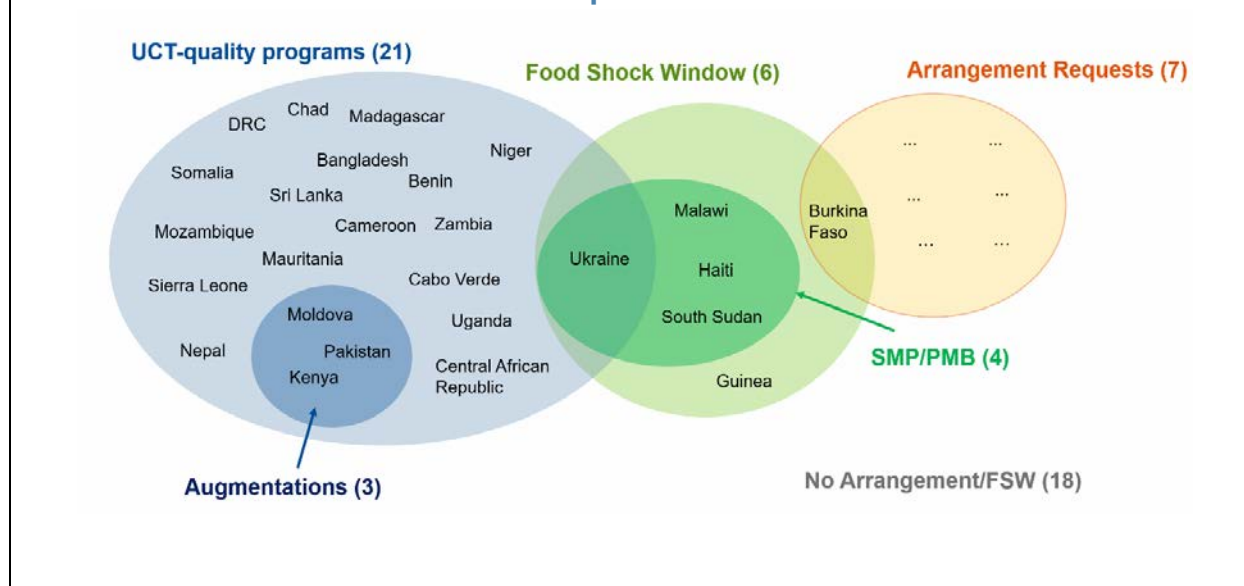 UCT-quality programs (21)
Food Shock Window (6)
Arrangement Requests (7)
Chad
Madagascar
DRC
Niger
Bangladesh
Somalia
Benin
Sri Lanka
Mozambique
Cameroon
Zambia
Mauritania
Cabo Verde
Sierra Leone
Moldova
Uganda
Nepal
Pakistan
Kenya
Central African
Republic
Ukraine
Malawi
Haiti
South Sudan
Guinea
Burkina
Faso
... ...
... ...
... ...
SMP/PMB (4)
Augmentations (3)
No Arrangement/FSW (18)